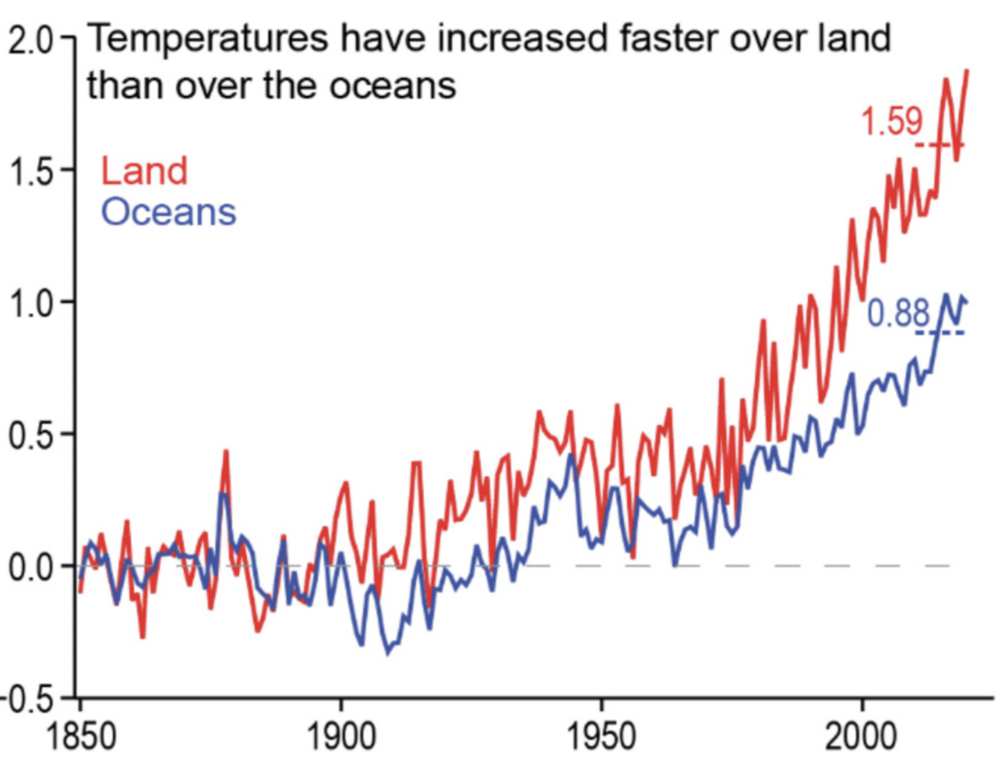 Temperatures have increased faster over land
than over the oceans
Land
Oceans
2.0
1.5
1.0
0.5
0.0
-0.5
1.59
0.88
1850 1900 1950 2000